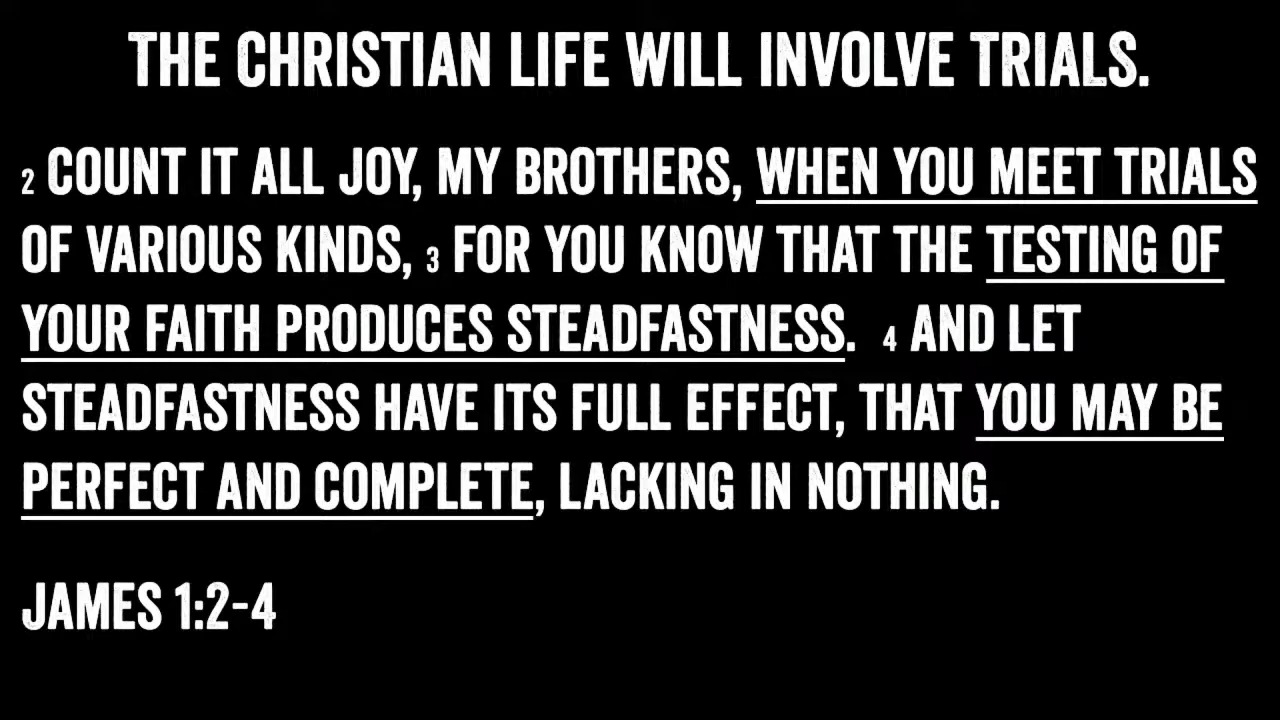 THE CHRISTIAN LIFE WILL INVOLVE TRIALS.
2 COUNT IT ALL JOY, MY BROTHERS, WHEN YOU MEET TRIALS
OF VARIOUS KINDS, 3 FOR YOU KNOW THAT THE TESTING OF
YOUR FAITH PRODUCES STEADFASTNESS. 4 AND LET
STEADFASTNESS HAVE ITS FULL EFFECT, THAT YOU MAY BE
PERFECT AND COMPLETE, LACKING IN NOTHING.
JAMES 1:2-4